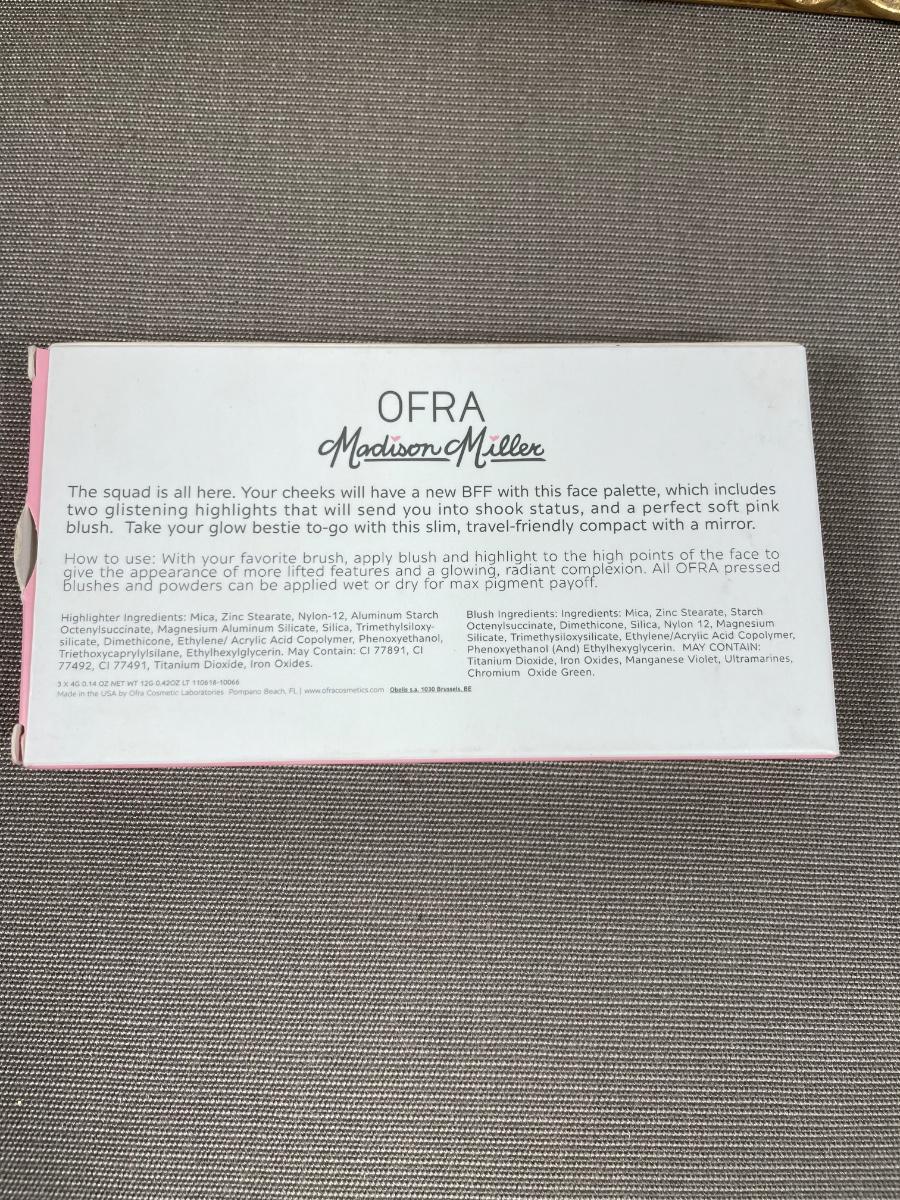 OFRA
Madison Miller
The squad is all here. Your cheeks will have a new BFF with this face palette, which includes
two glistening highlights that will send you into shook status, and a perfect soft pink
blush. Take your glow bestie to-go with this slim, travel-friendly compact with a mirror.
How to use: With your favorite brush, apply blush and highlight to the high points of the face to
give the appearance of more lifted features and a glowing, radiant complexion. All OFRA pressed
blushes and powders can be applied wet or dry for max pigment payoff.
Highlighter Ingredients: Mica, Zinc Stearate, Nylon-12, Aluminum Starch
Octenylsuccinate, Magnesium Aluminum Silicate, Silica, Trimethylsiloxy-
silicate, Dimethicone, Ethylene/ Acrylic Acid Copolymer, Phenoxyethanol,
Triethoxycaprylylsilane, Ethylhexylglycerin. May Contain: CI 77891, CI
77492, CI 77491, Titanium Dioxide, Iron Oxides.
3 X 4G 0.14 OZ NET WT 12G 0.42OZ LT 110618-10066
Made in the USA by Ofra Cosmetic Laboratories Pompano Beach, FL | www.ofracosmetics.com Obelis s.a. 1030 Brussels, BE
Blush Ingredients: Ingredients: Mica, Zinc Stearate, Starch
Octenylsuccinate, Dimethicone, Silica, Nylon 12, Magnesium
Silicate, Trimethysiloxysilicate, Ethylene/Acrylic Acid Copolymer,
Phenoxyethanol (And) Ethylhexyglycerin. MAY CONTAIN:
Titanium Dioxide, Iron Oxides, Manganese Violet, Ultramarines,
Chromium Oxide Green.